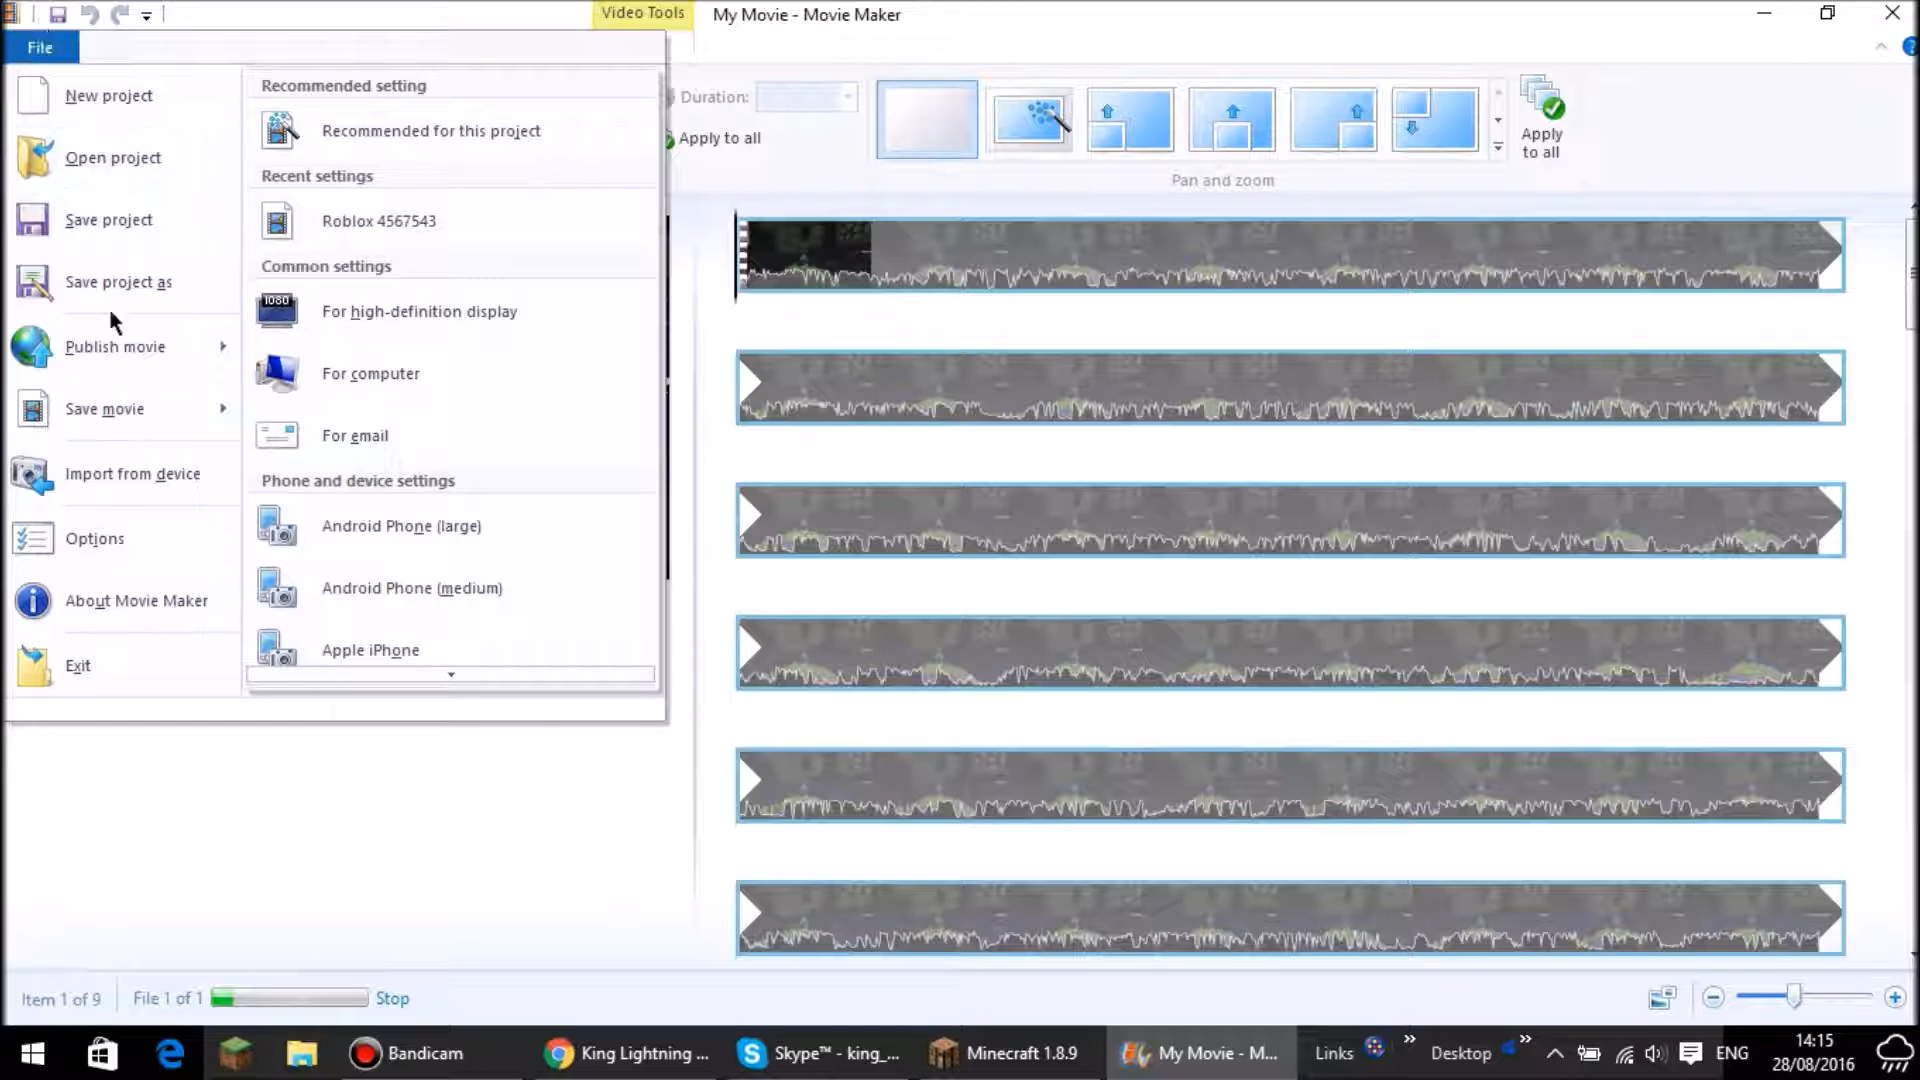 Video Tools
My Movie - Movie Maker
File
New project
Open project
Save project
Save project as
Publish movie
Save movie
Import from device
Options
About Movie Maker
Exit
Recommended setting
Recommended for this project
Recent settings
Roblox 4567543
Common settings
1080
For high-definition display
For computer
For email
Phone and device settings
Android Phone (large)
Android Phone (medium)
Apple iPhone
Duration:
Apply to all
Pan and zoom
Apply
to all
Item 1 of 9
File 1 of 1
Stop
Bandicam
King Lightning ...
Skype™ - king_...
Minecraft 1.8.9
My Movie - M...
Links
Desktop
ENG
14:15
28/08/2016